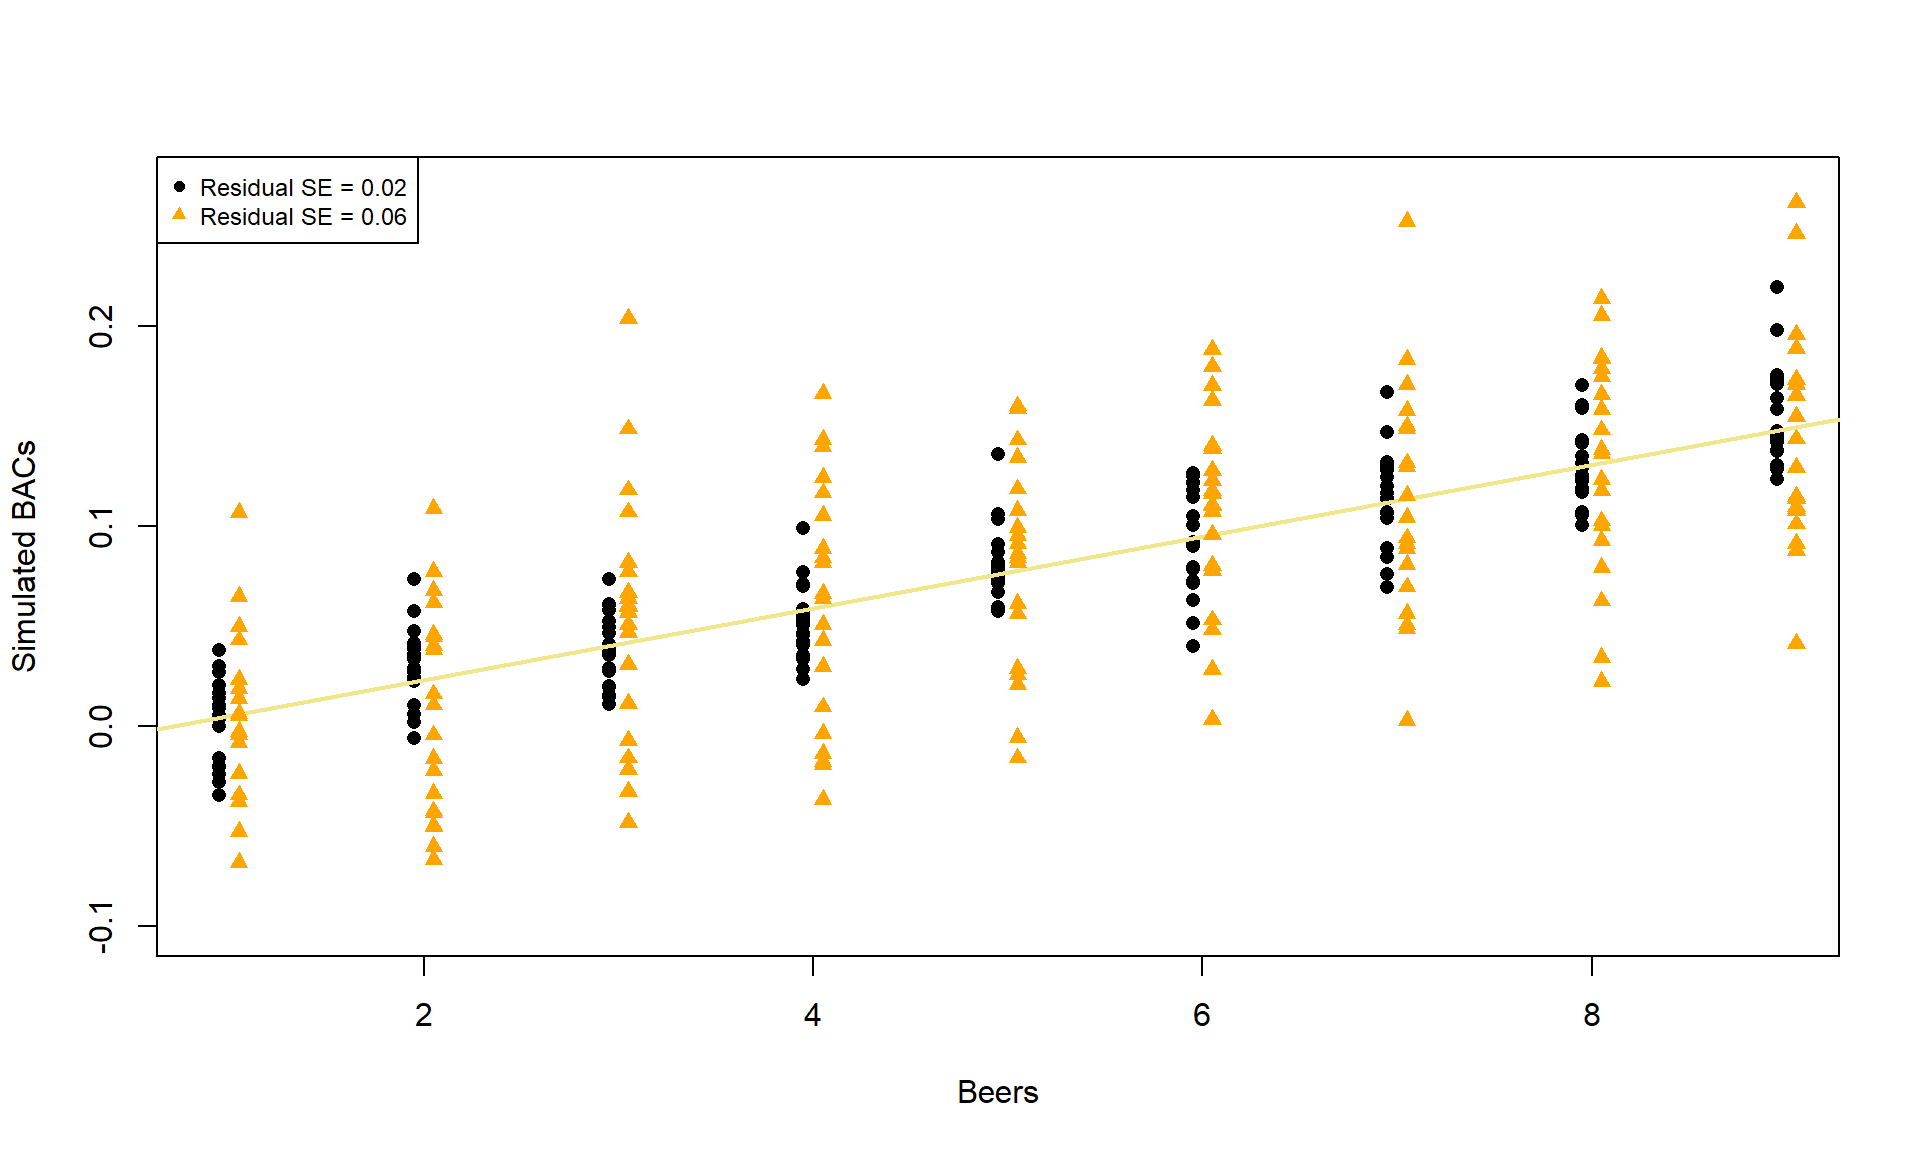 Residual SE = 0.02
Residual SE = 0.06
Simulated BACs
0.2
0.1
0.0
-0.1
2 4 6 8
Beers